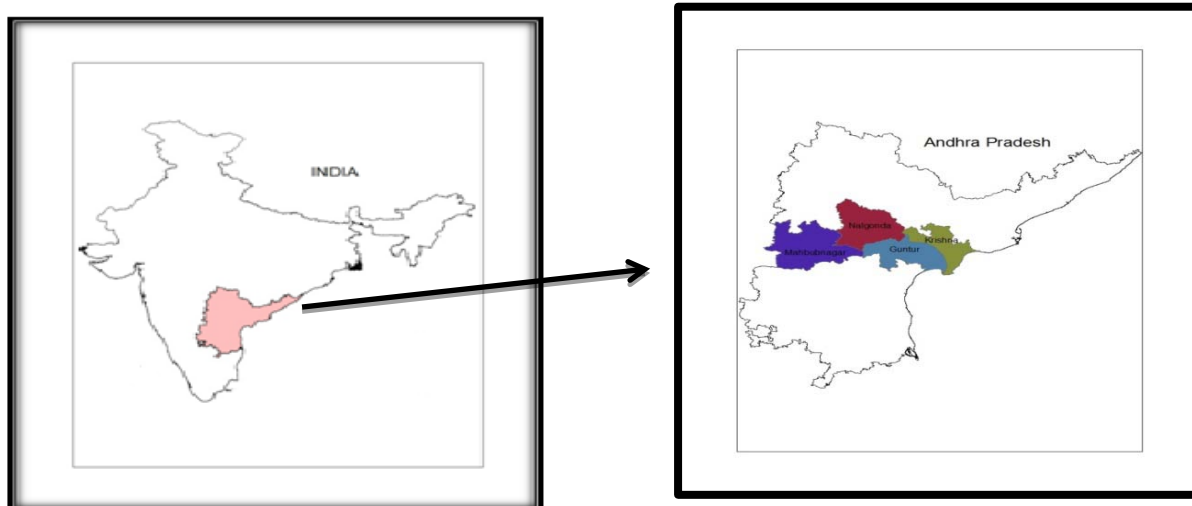 INDIA
Andhra Pradesh
Nalgonda
Krishna
Guntur
Mahbubnagar